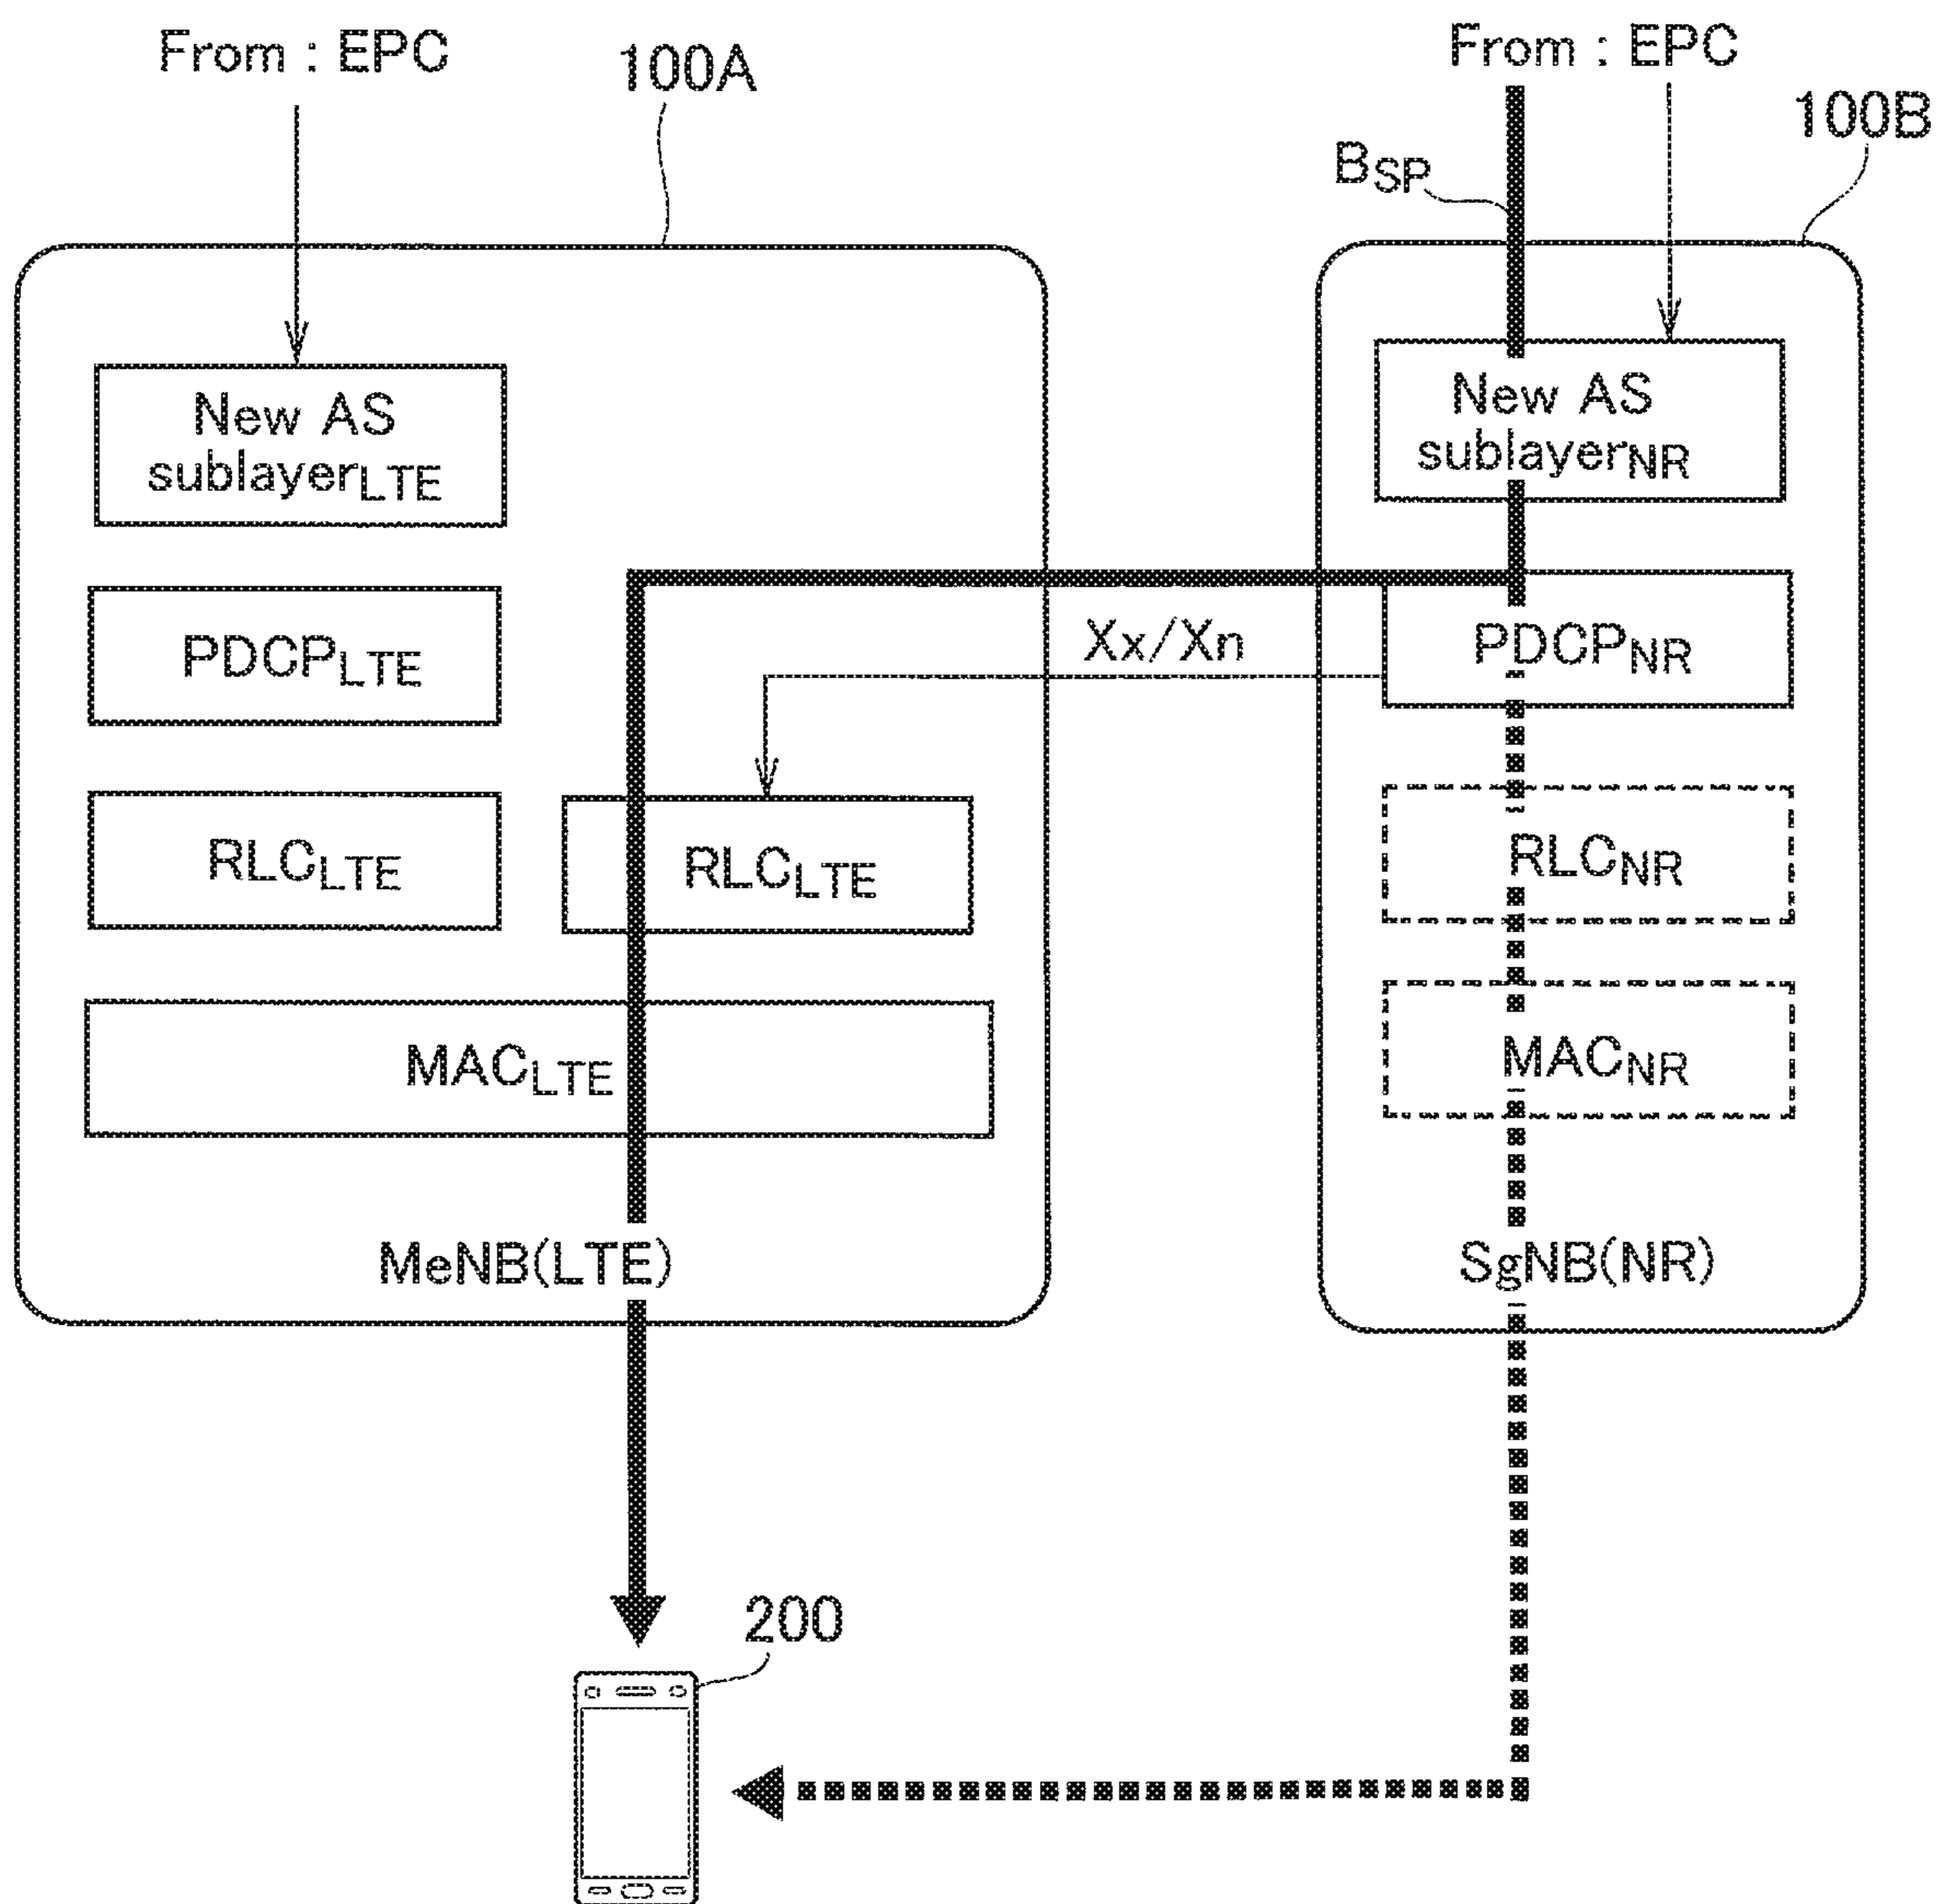 From : EPC
100A
From : EPC
100B
BSP
New AS
sublayerLTE
New AS
sublayerNR
PDCPLTE
Xx/Xn
PDCPNR
RLCLTE
RLCLTE
RLCNR
MACLTE
MACNR
MeNB(LTE)
SgNB(NR)
200